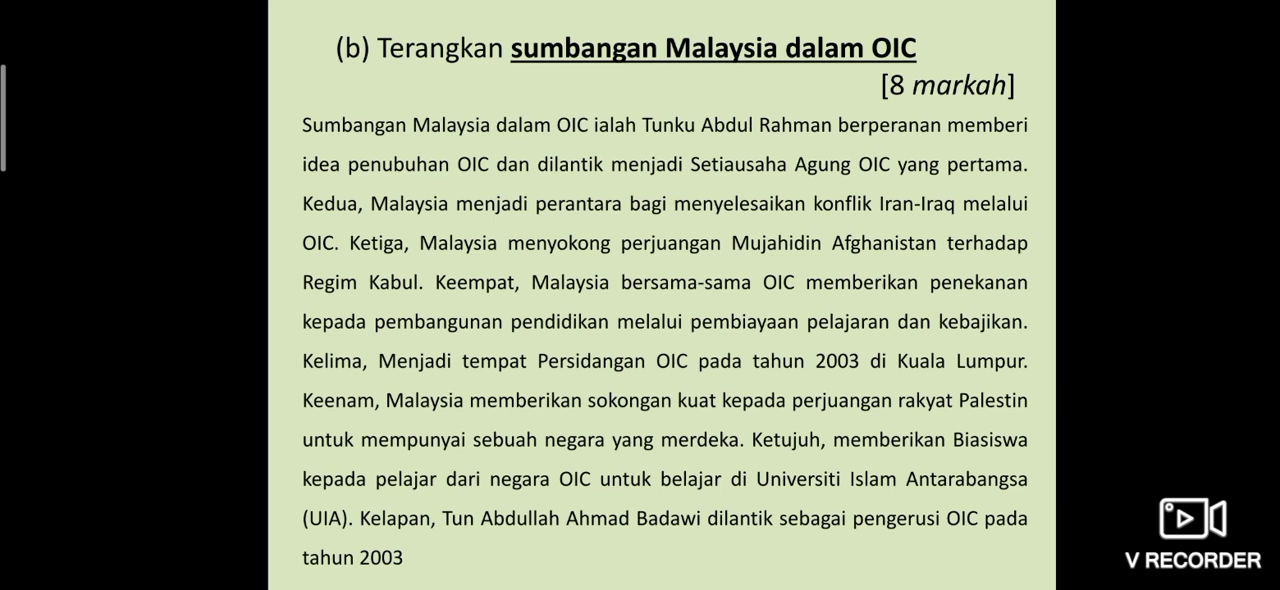 (b) Terangkan sumbangan Malaysia dalam OIC
[8 markah]
Sumbangan Malaysia dalam OIC ialah Tunku Abdul Rahman berperanan memberi
idea penubuhan OIC dan dilantik menjadi Setiausaha Agung OIC yang pertama.
Kedua, Malaysia menjadi perantara bagi menyelesaikan konflik Iran-Iraq melalui
OIC. Ketiga, Malaysia menyokong perjuangan Mujahidin Afghanistan terhadap
Regim Kabul. Keempat, Malaysia bersama-sama OIC memberikan penekanan
kepada pembangunan pendidikan melalui pembiayaan pelajaran dan kebajikan.
Kelima, Menjadi tempat Persidangan OIC pada tahun 2003 di Kuala Lumpur.
Keenam, Malaysia memberikan sokongan kuat kepada perjuangan rakyat Palestin
untuk mempunyai sebuah negara yang merdeka. Ketujuh, memberikan Biasiswa
kepada pelajar dari negara OIC untuk belajar di Universiti Islam Antarabangsa
(UIA). Kelapan, Tun Abdullah Ahmad Badawi dilantik sebagai pengerusi OIC pada
tahun 2003
V RECORDER